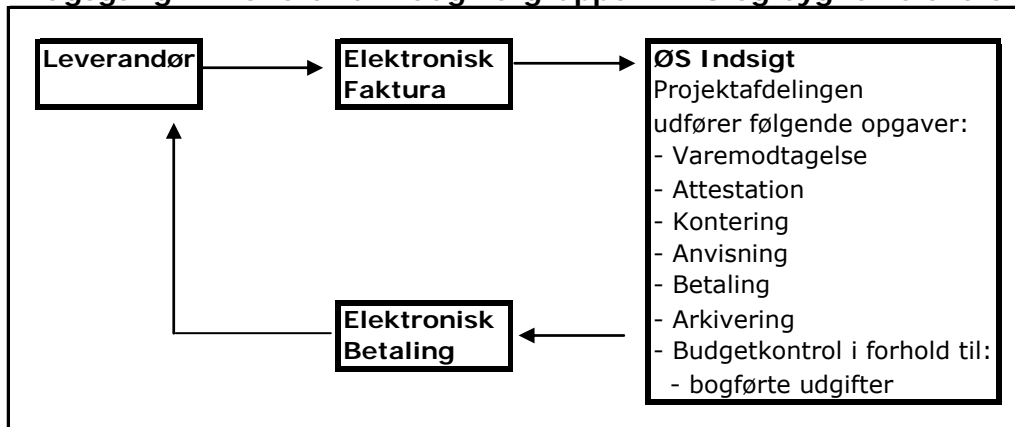 Leverandør
Elektronisk
Faktura
ØS Indsigt
Projektafdelingen
udfører følgende opgaver:
- Varemodtagelse
- Attestation
- Kontering
- Anvisning
- Betaling
- Arkivering
- Budgetkontrol i forhold til:
- bogførte udgifter
Elektronisk
Betaling